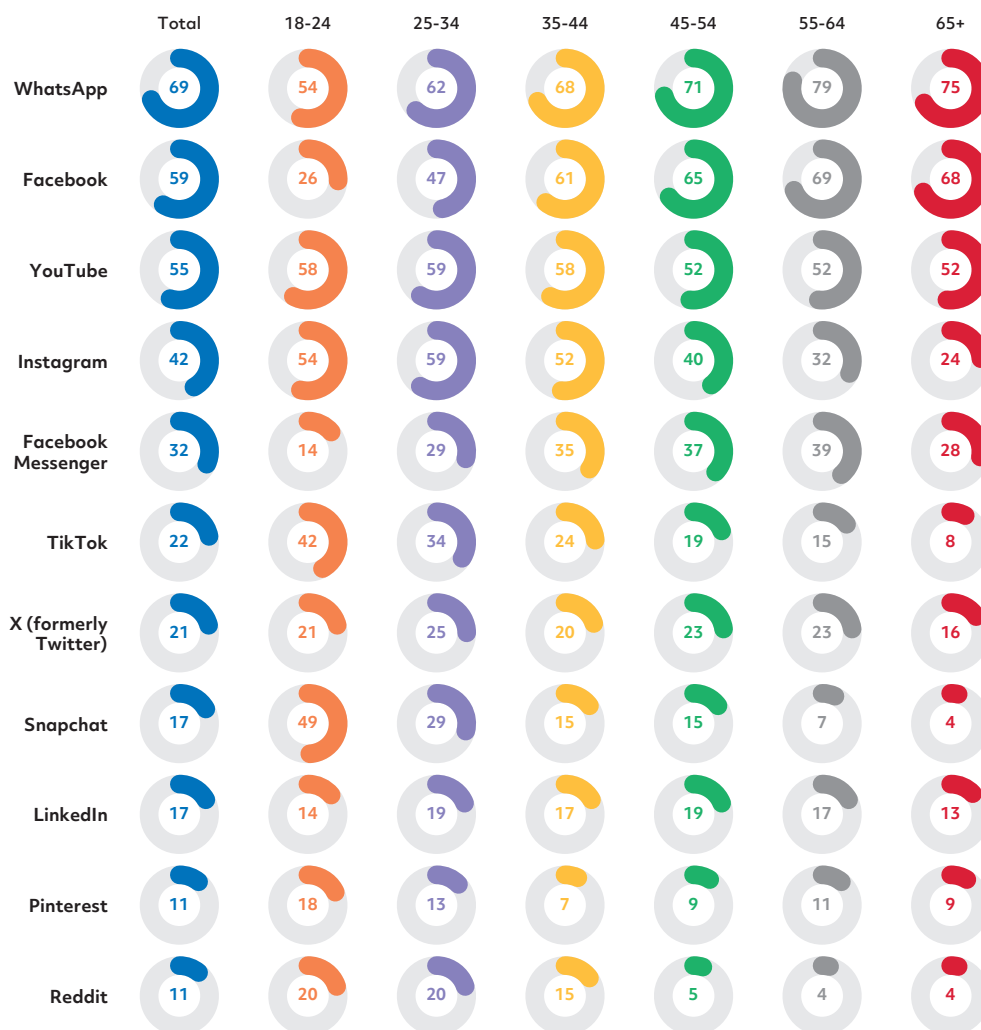 Total 18-24 25-34 35-44 45-54 55-64 65+
WhatsApp 69 54 62 68 71 79 75
Facebook 59 26 47 61 65 69 68
YouTube 55 58 59 58 52 52 52
Instagram 42 54 59 52 40 32 24
Facebook
Messenger 32 14 29 35 37 39 28
TikTok 22 42 34 24 19 15 8
X (formerly
Twitter) 21 21 25 20 23 23 16
Snapchat 17 49 29 15 15 7 4
LinkedIn 17 14 19 17 19 17 13
Pinterest 11 18 13 7 9 11 9
Reddit 11 20 20 15 5 4 4